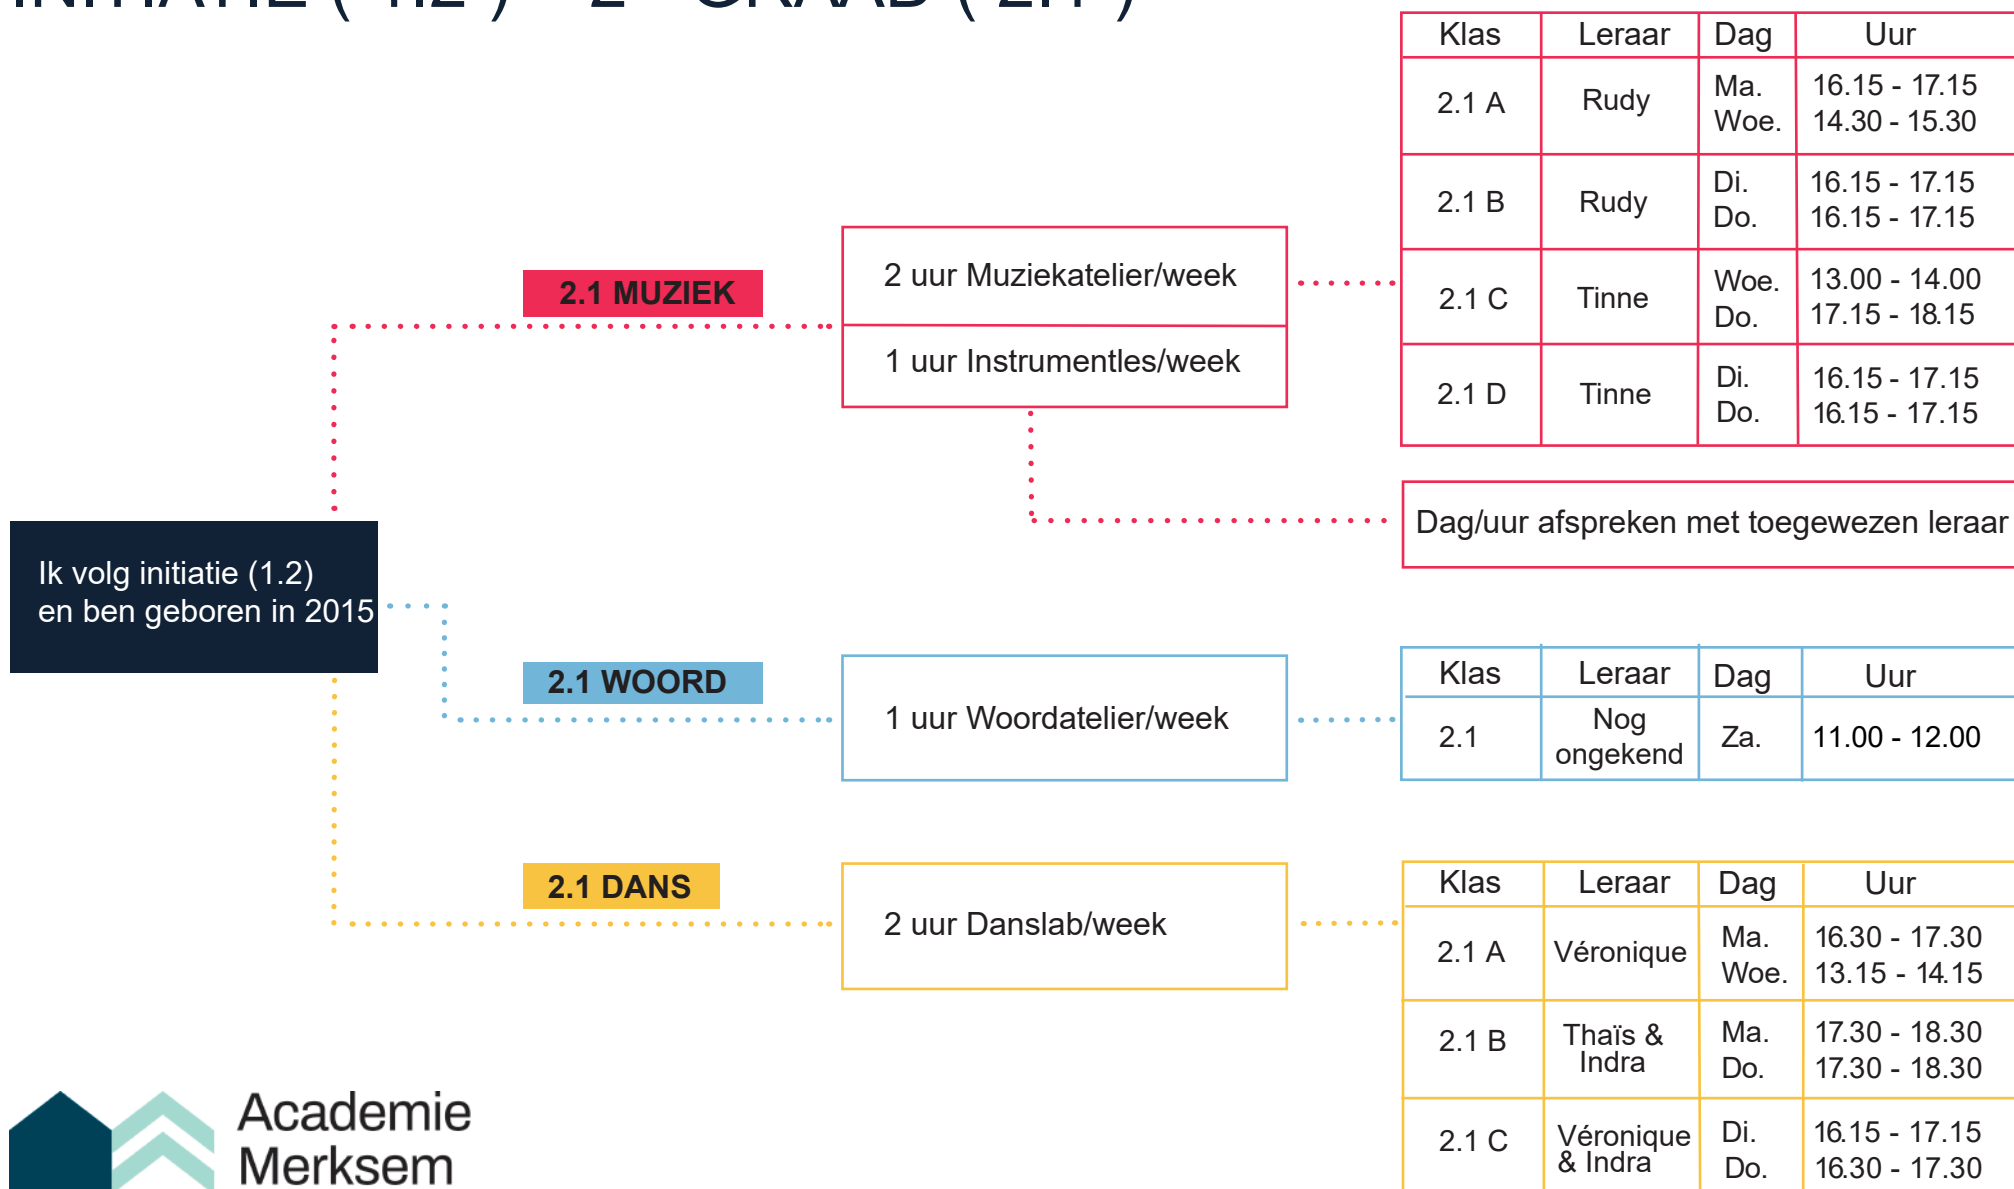 INITIATIE ( 1.2 ) - 2e GRAAD ( 2.1 )
Klas Leraar Dag Uur
2.1 A Rudy Ma. 16.15 - 17.15
Woe. 14.30 - 15.30
2.1 B Rudy Di. 16.15 - 17.15
Do. 16.15 - 17.15
2.1 C Tinne Woe. 13.00 - 14.00
Do. 17.15 - 18.15
2.1 D Tinne Di. 16.15 - 17.15
Do. 16.15 - 17.15
2.1 MUZIEK
2 uur Muziekatelier/week
1 uur Instrumentles/week
Dag/uur afspreken met toegewezen leraar
Ik volg initiatie (1.2)
en ben geboren in 2015
2.1 WOORD
1 uur Woordatelier/week
Klas Leraar Dag Uur
2.1 Nog ongekend Za. 11.00 - 12.00
2.1 DANS
2 uur Danslab/week
Klas Leraar Dag Uur
2.1 A Véronique Ma. 16.30 - 17.30
Woe. 13.15 - 14.15
2.1 B Thaïs & Indra Ma. 17.30 - 18.30
Do. 17.30 - 18.30
2.1 C Véronique & Indra Di. 16.15 - 17.15
Do. 16.30 - 17.30
Academie
Merksem